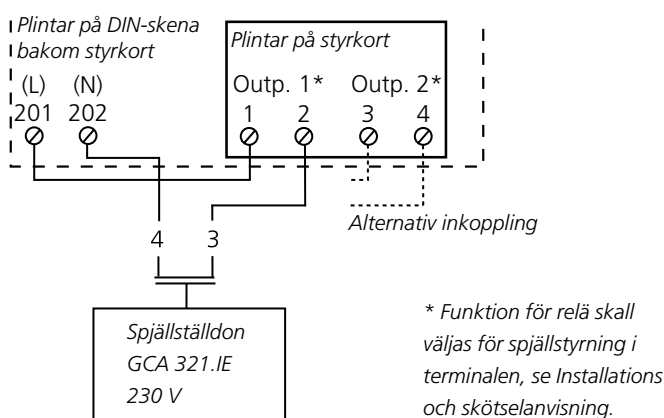 Plintar på DIN-skena
bakom styrkort
(L) (N)
201 202
Plintar på styrkort
Outp. 1* Outp. 2*
1 2 3 4
Alternativ inkoppling
4 3
Spjällställdon
GCA 321.IE
230 V
* Funktion för relä skall
väljas för spjällstyrning i
terminalen, se Installations
och skötselanvisning.